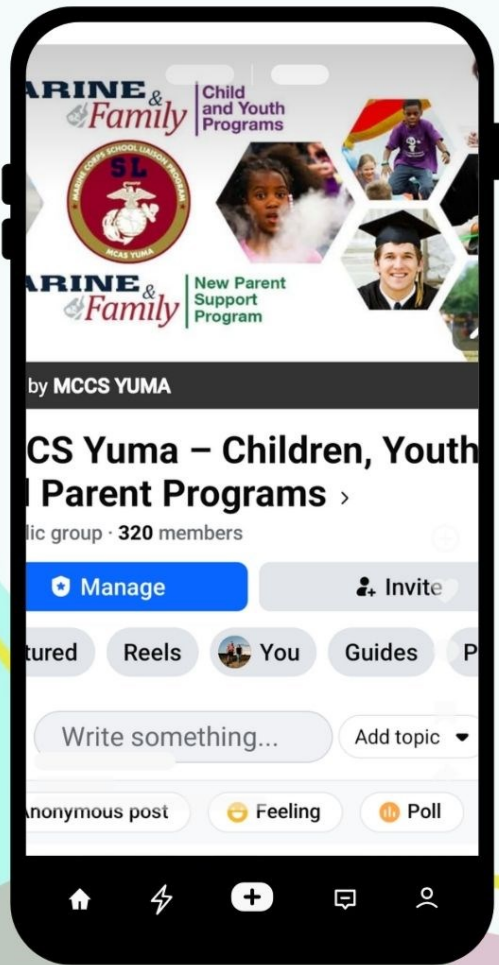 ARINE &
Family
Child
and Youth
Programs
MARINE CORPS SCHOOL LIAISON PROGRAM
SL
MCAS YUMA
ARINE &
Family
New Parent
Support
Program
by MCCS YUMA
CS Yuma – Children, Youth
Parent Programs >
lic group · 320 members
Manage
Invite
tured
Reels
You
Guides
P
Write something...
Add topic
Anonymous post
Feeling
Poll